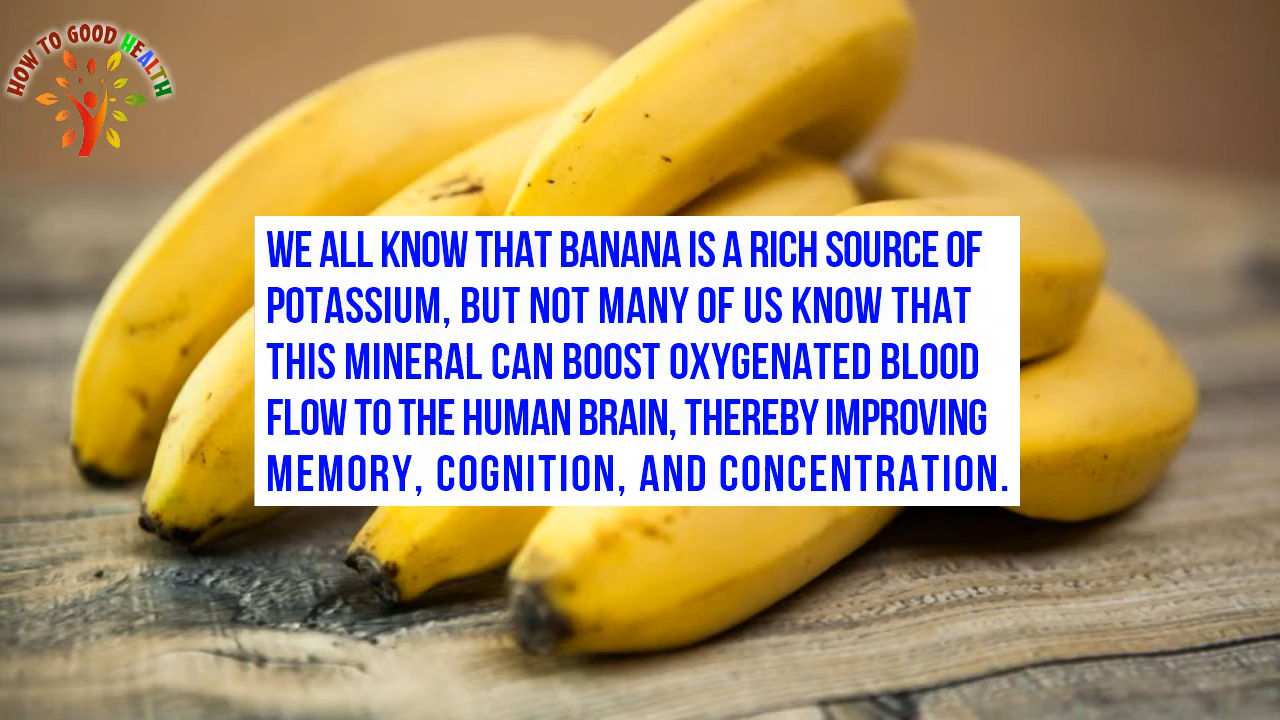 HOW TO GOOD HEALTH
WE ALL KNOW THAT BANANA IS A RICH SOURCE OF
POTASSIUM, BUT NOT MANY OF US KNOW THAT
THIS MINERAL CAN BOOST OXYGENATED BLOOD
FLOW TO THE HUMAN BRAIN, THEREBY IMPROVING
MEMORY, COGNITION, AND CONCENTRATION.